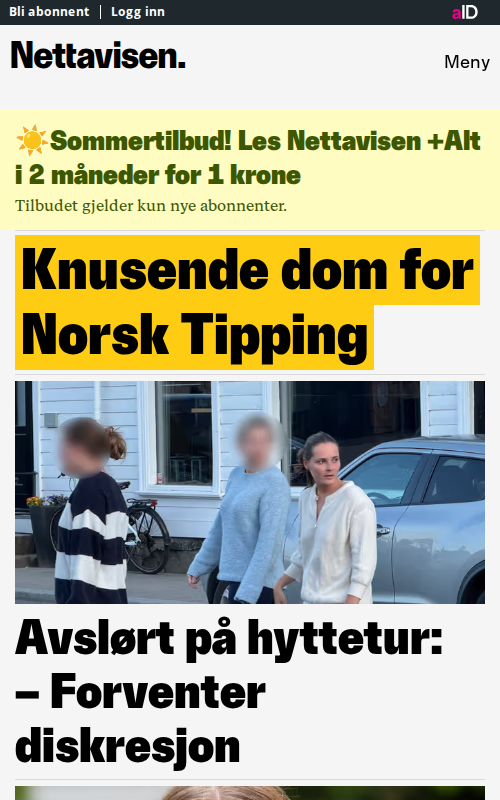 Bli abonnent | Logg inn
aID
Nettavisen.
Meny
☀️Sommertilbud! Les Nettavisen +Alt
i 2 måneder for 1 krone
Tilbudet gjelder kun nye abonnenter.
Knusende dom for
Norsk Tipping
Avslørt på hyttetur:
– Forventer
diskresjon